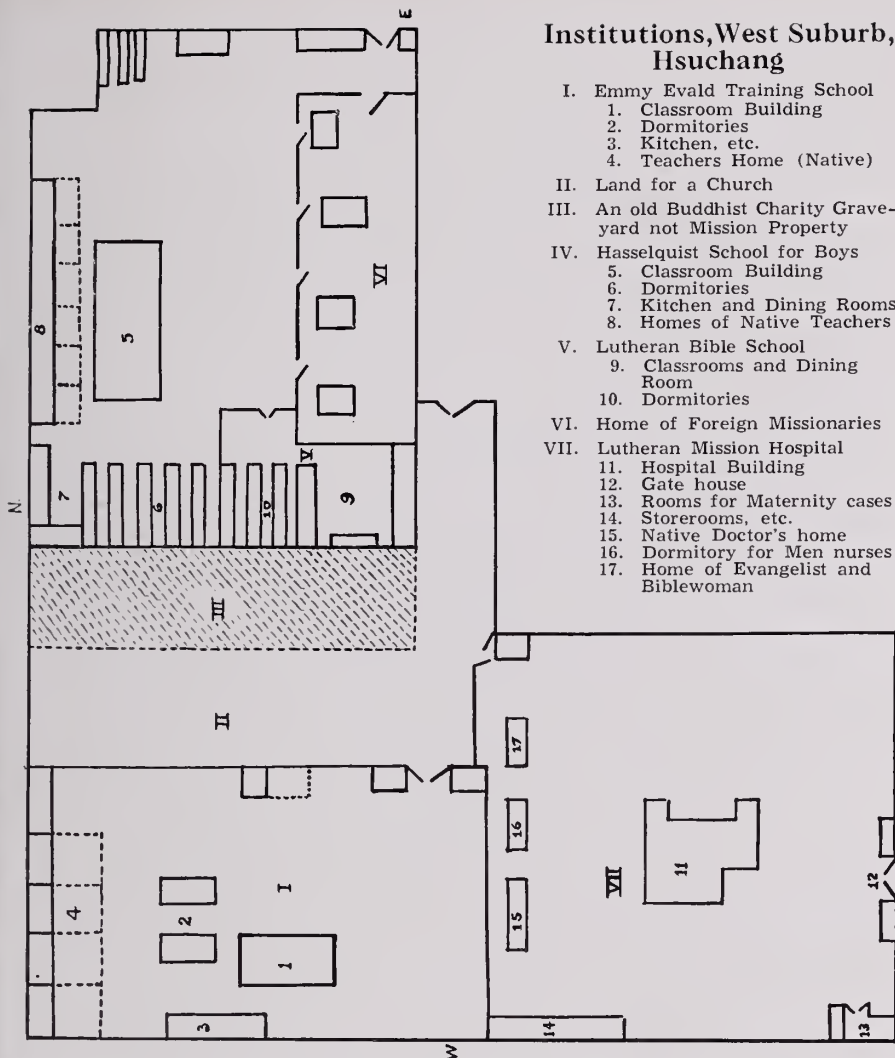 Institutions, West Suburb,
Hsuchang
I. Emmy Evald Training School
1. Classroom Building
2. Dormitories
3. Kitchen, etc.
4. Teachers Home (Native)
II. Land for a Church
III. An old Buddhist Charity Grave-
yard not Mission Property
IV. Hasselquist School for Boys
5. Classroom Building
6. Dormitories
7. Kitchen and Dining Rooms
8. Homes of Native Teachers
V. Lutheran Bible School
9. Classrooms and Dining
Room
10. Dormitories
VI. Home of Foreign Missionaries
VII. Lutheran Mission Hospital
11. Hospital Building
12. Gate house
13. Rooms for Maternity cases
14. Storerooms, etc.
15. Native Doctor's home
16. Dormitory for Men nurses
17. Home of Evangelist and
Biblewoman
E
8
5
VI
N.
7
6
10
V
9
III
II
4
2
I
1
3
W
17
16
15
VII
11
12
14
13